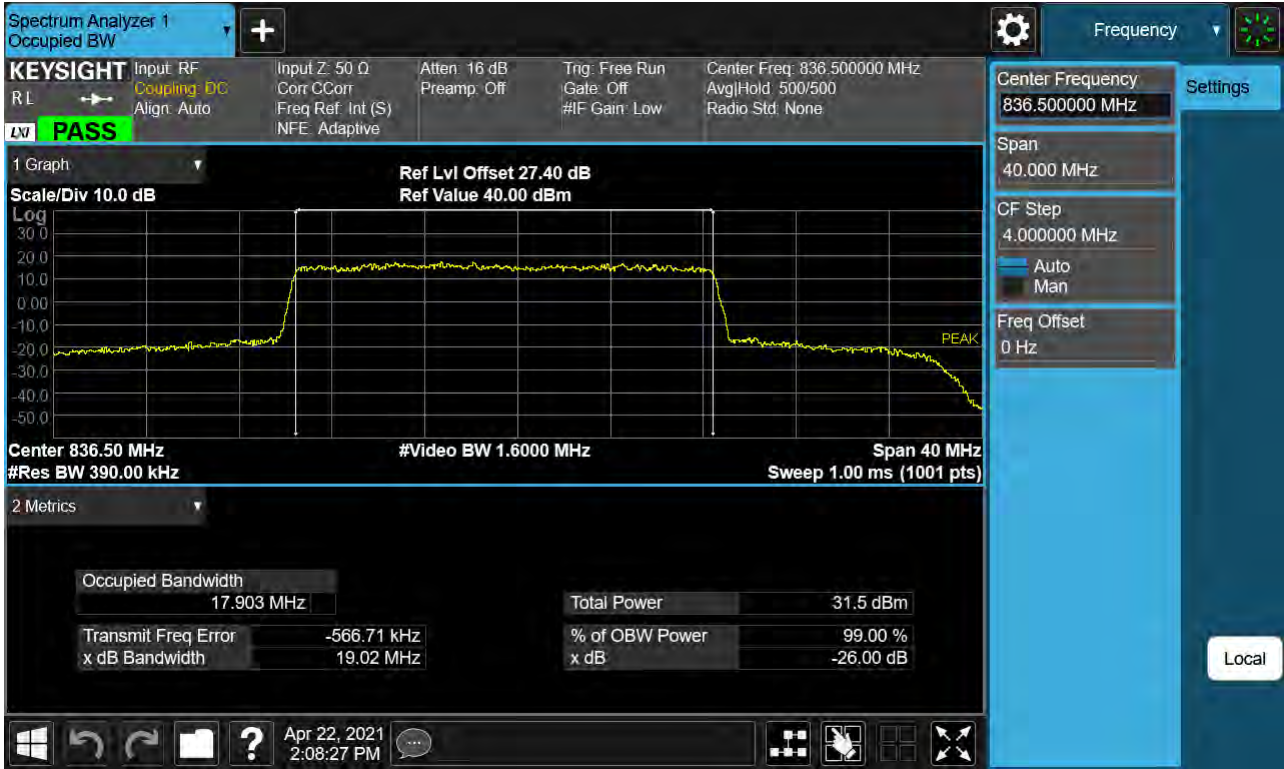 Spectrum Analyzer 1
Occupied BW
+
Frequency
KEYSIGHT
R L
LXI
PASS
Input: RF
Coupling: DC
Align: Auto
Input Z: 50 Ω
Corr CCorr
Freq Ref: Int (S)
NFE: Adaptive
Atten: 16 dB
Preamp: Off
Trig: Free Run
Gate: Off
#IF Gain: Low
Center Freq: 836.500000 MHz
Avg|Hold: 500/500
Radio Std: None
Center Frequency
836.500000 MHz
Settings
Span
40.000 MHz
CF Step
4.000000 MHz
Auto
Man
Freq Offset
0 Hz
1 Graph
Scale/Div 10.0 dB
Ref Lvl Offset 27.40 dB
Ref Value 40.00 dBm
Log
30.0
20.0
10.0
0.00
-10.0
-20.0
-30.0
-40.0
-50.0
PEAK
Center 836.50 MHz
#Video BW 1.6000 MHz
Span 40 MHz
#Res BW 390.00 kHz
Sweep 1.00 ms (1001 pts)
2 Metrics
Occupied Bandwidth
17.903 MHz
Total Power 31.5 dBm
Transmit Freq Error -566.71 kHz
% of OBW Power 99.00 %
x dB Bandwidth 19.02 MHz
x dB -26.00 dB
Local
?
Apr 22, 2021
2:08:27 PM